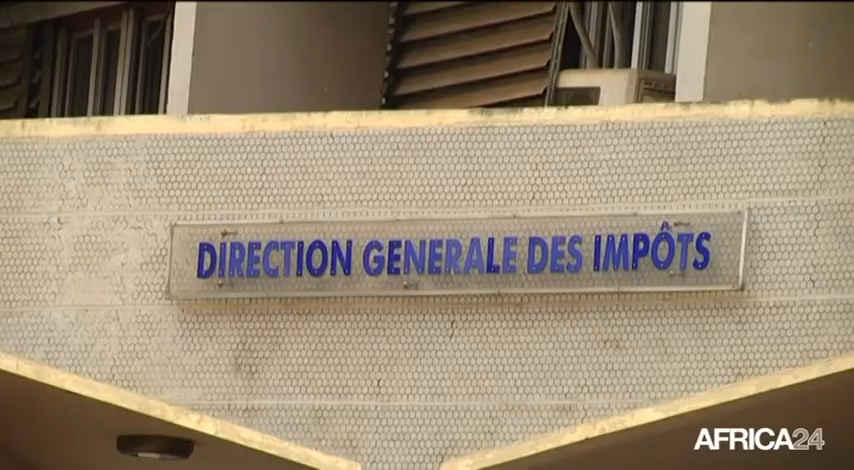 DIRECTION GENERALE DES IMPÔTS
AFRICA24